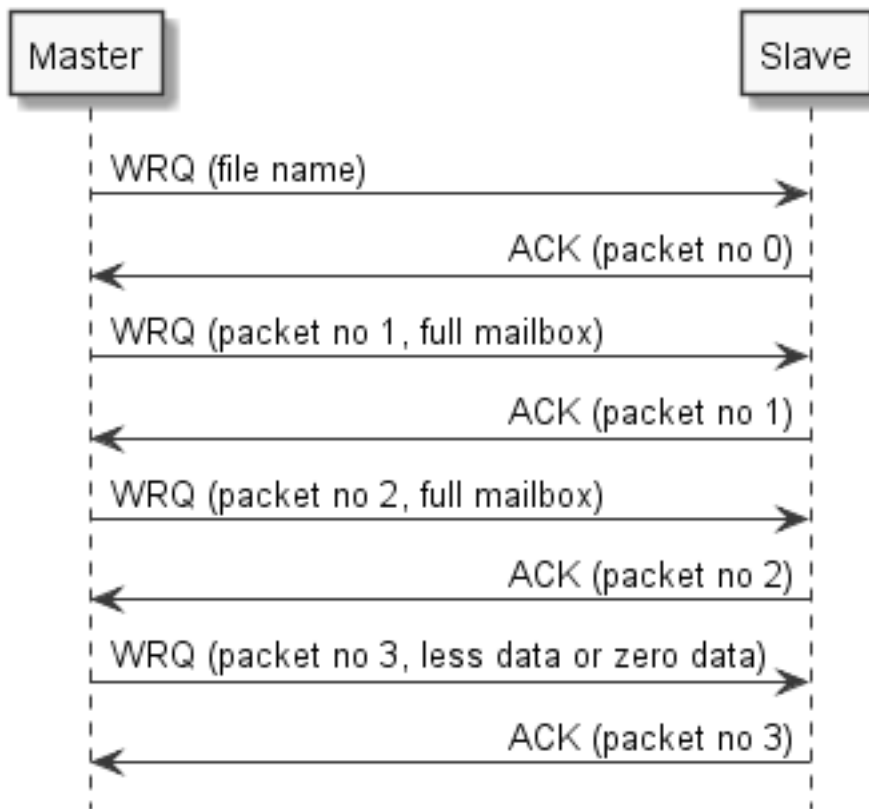 Master
Slave
WRQ (file name)
ACK (packet no 0)
WRQ (packet no 1, full mailbox)
ACK (packet no 1)
WRQ (packet no 2, full mailbox)
ACK (packet no 2)
WRQ (packet no 3, less data or zero data)
ACK (packet no 3)